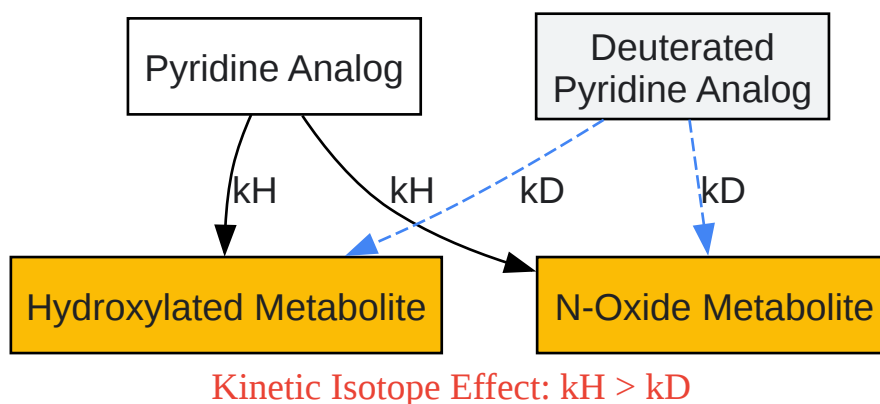 Pyridine Analog
Deuterated
Pyridine Analog
kH
kH
kD
kD
Hydroxylated Metabolite
N-Oxide Metabolite
Kinetic Isotope Effect: kH > kD